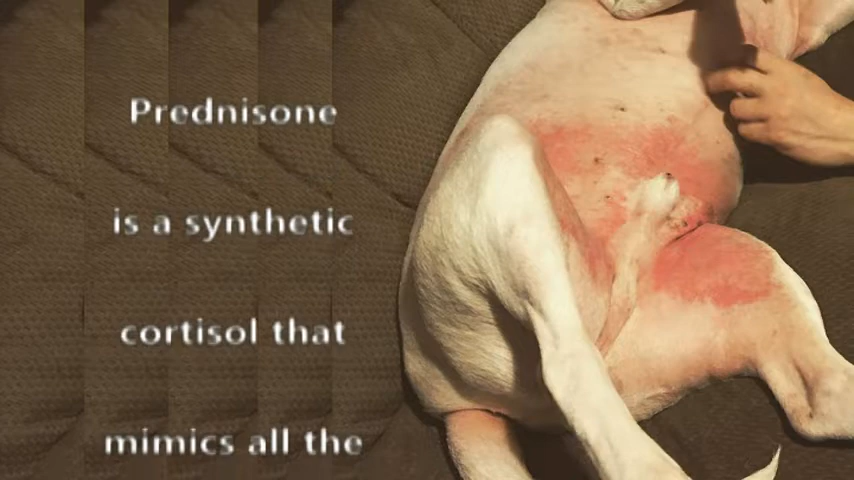 Prednisone
is a synthetic
cortisol that
mimics all the